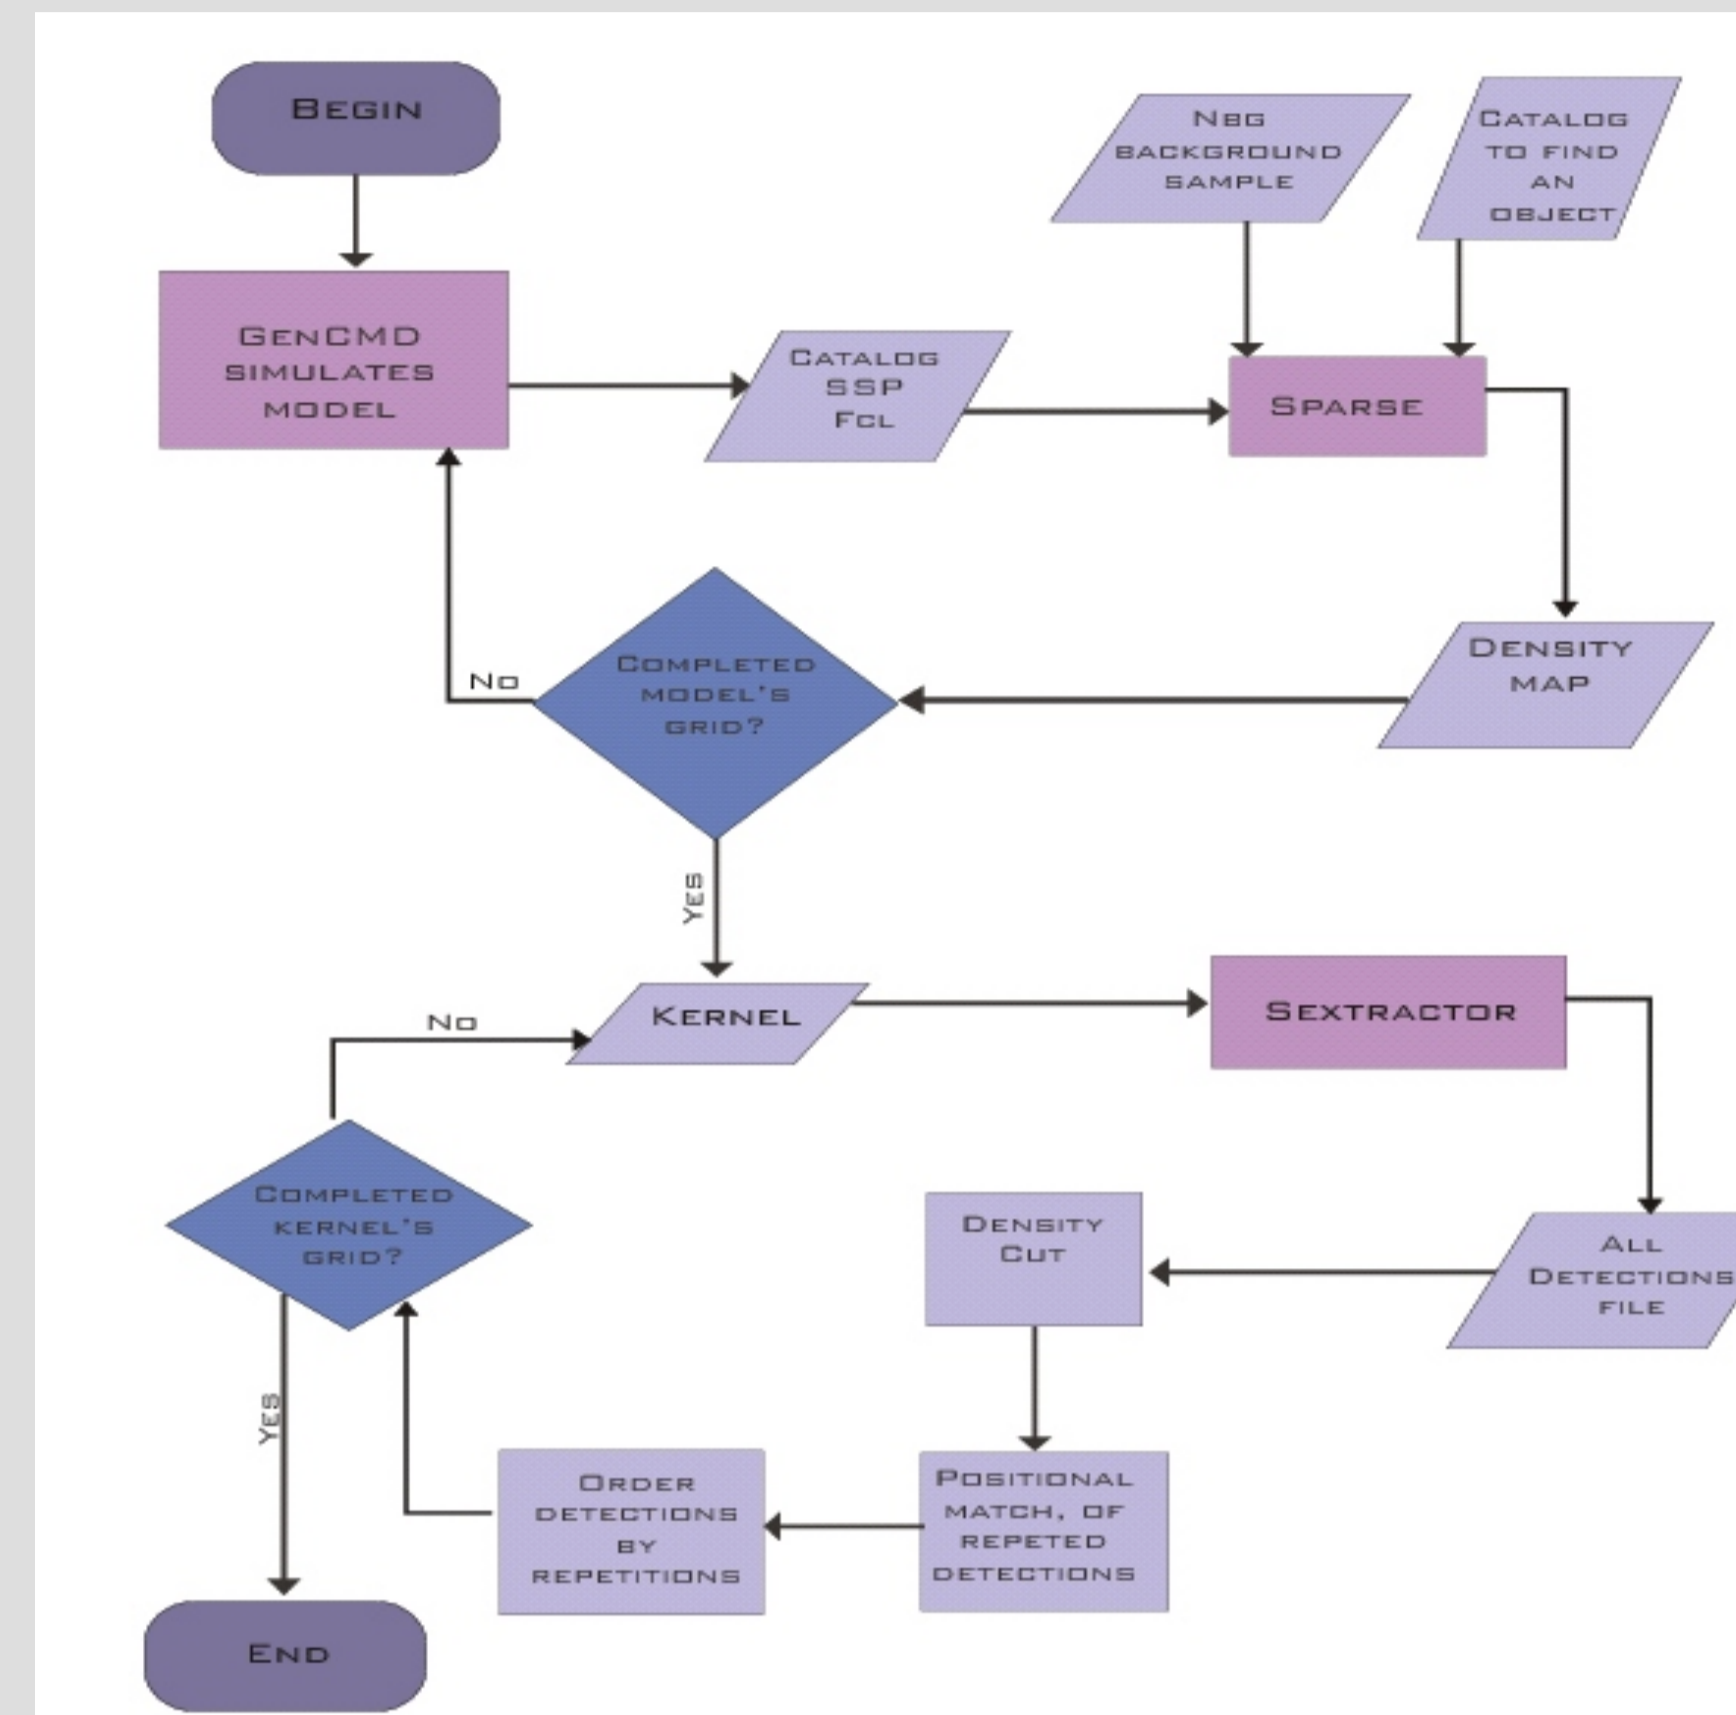 Begin
Nbg
background
sample
Catalog
to find
an
object
GenCMD
simulates
model
Catalog
SSP
Fcl
Sparse
Density
map
Completed
model's
grid?
No
Yes
Kernel
Sextractor
No
Completed
kernel's
grid?
Density
Cut
All
Detections
file
Yes
Order
detections
by
repetitions
Positional
match, of
repeted
detections
End